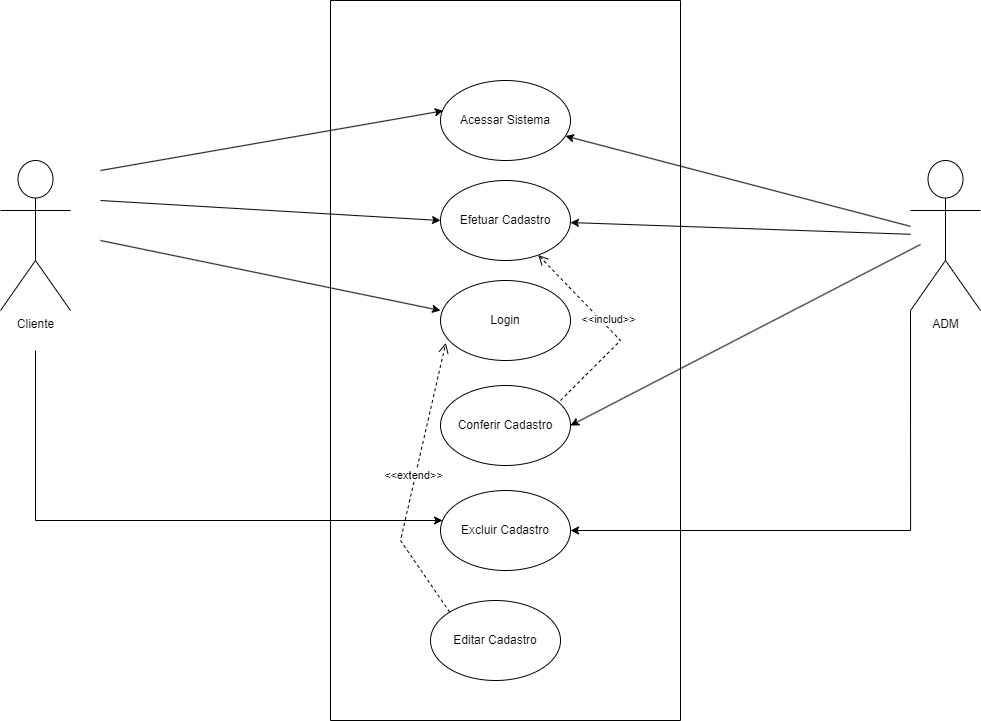 Acessar Sistema
Efetuar Cadastro
Login
<<includ>>
Cliente
ADM
Conferir Cadastro
<<extend>>
Excluir Cadastro
Editar Cadastro